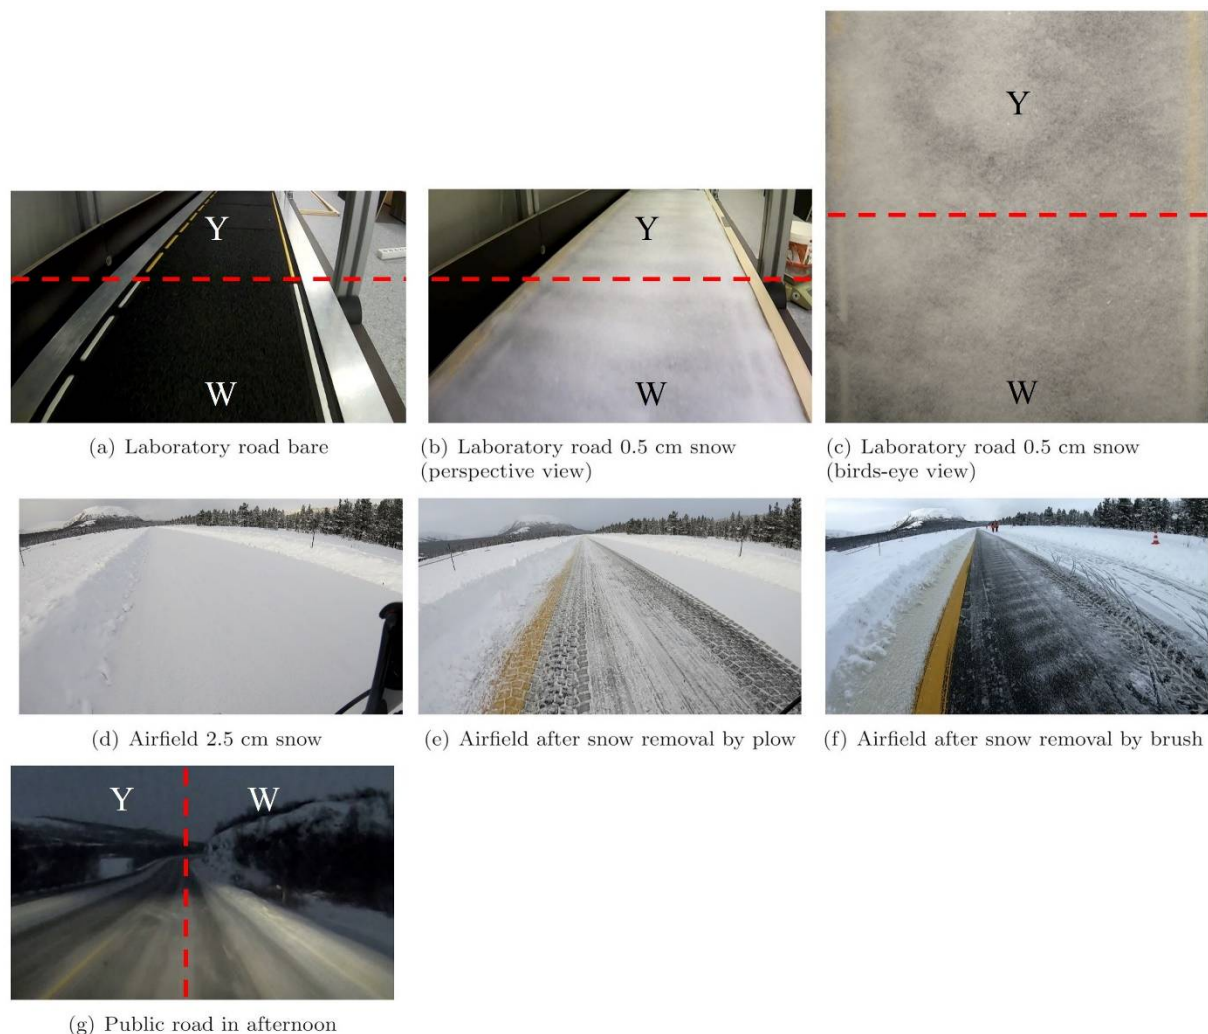 Y
W
Y
W
Y
W
(a) Laboratory road bare
(b) Laboratory road 0.5 cm snow
(perspective view)
(c) Laboratory road 0.5 cm snow
(birds-eye view)
(d) Airfield 2.5 cm snow
(e) Airfield after snow removal by plow
(f) Airfield after snow removal by brush
Y
W
(g) Public road in afternoon